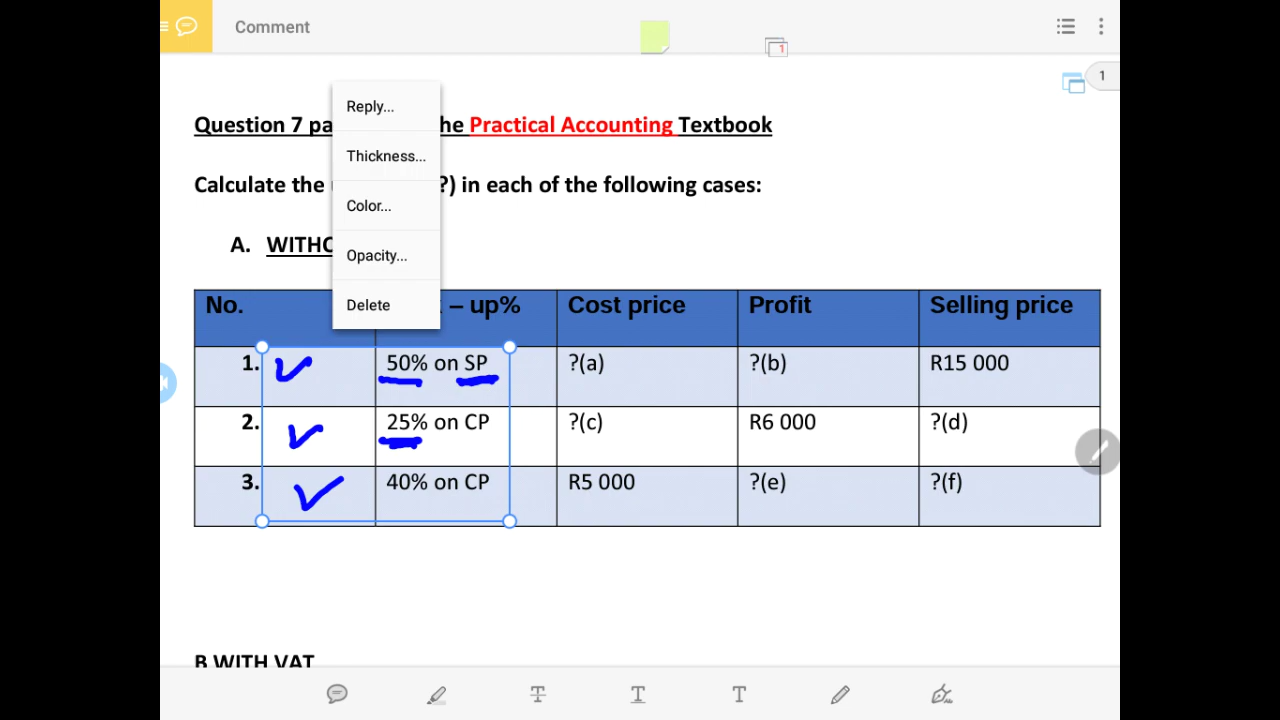 Comment
1
1
Question 7 pa he Practical Accounting Textbook
Calculate the ?) in each of the following cases:
A. WITHO
Reply...
Thickness...
Color...
Opacity...
Delete
No. – up% Cost price Profit Selling price
1. 50% on SP ?(a) ?(b) R15 000
2. 25% on CP ?(c) R6 000 ?(d)
3. 40% on CP R5 000 ?(e) ?(f)
B WITH VAT
T T T